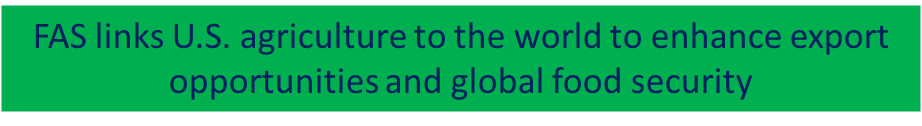 FAS links U.S. agriculture to the world to enhance export
opportunities and global food security